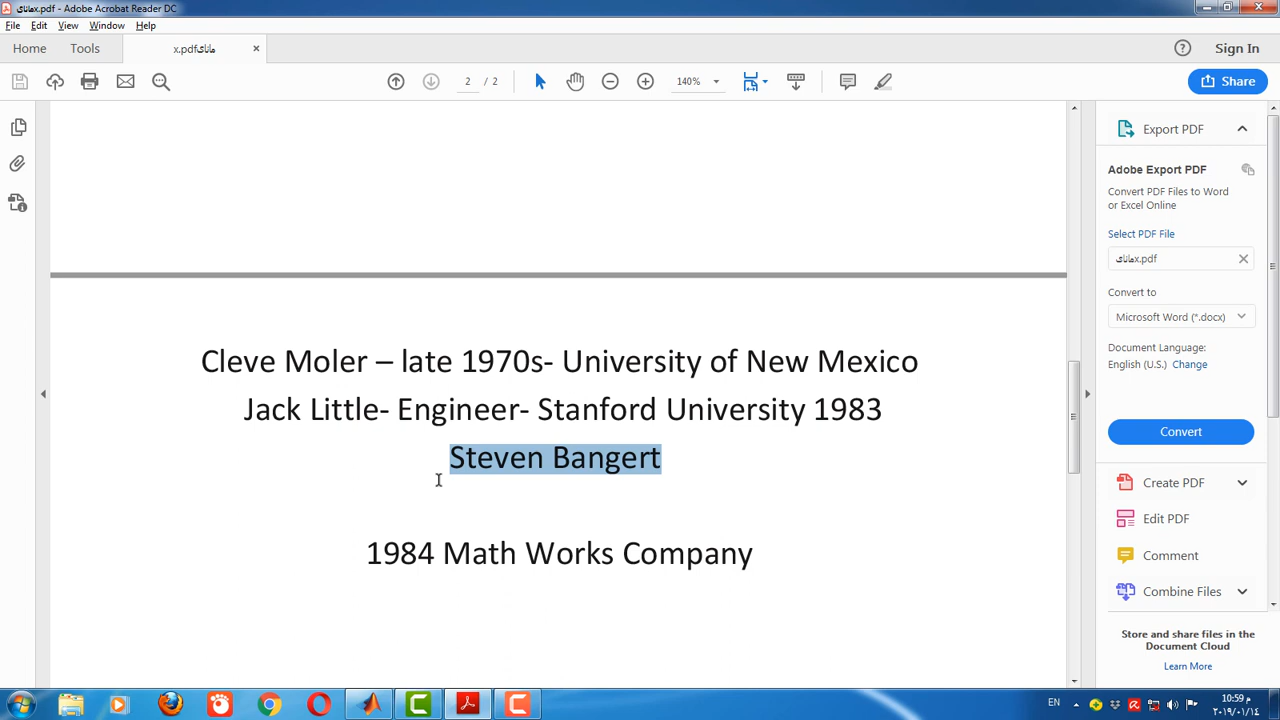 ماتلابx.pdf - Adobe Acrobat Reader DC
File Edit View Window Help
Home Tools x.pdf Sign In
2 / 2 140% Share
Export PDF
Adobe Export PDF
Convert PDF Files to Word
or Excel Online
Select PDF File
x.pdf
Convert to
Microsoft Word (*.docx)
Document Language:
English (U.S.) Change
Convert
Create PDF
Edit PDF
Comment
Combine Files
Store and share files in the
Document Cloud
Learn More
Cleve Moler – late 1970s- University of New Mexico
Jack Little- Engineer- Stanford University 1983
Steven Bangert
1984 Math Works Company
EN
10:59 م
٢٠١٩/٠١/١٤